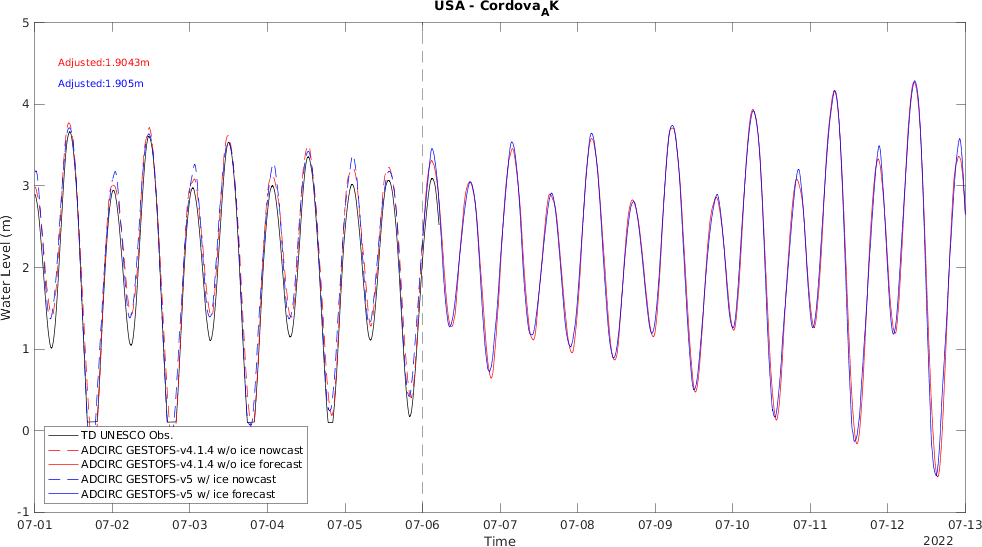 USA - Cordova_AK
5
4
3
2
1
0
-1
Water Level (m)
Adjusted:1.9043m
Adjusted:1.905m
TD UNESCO Obs.
ADCIRC GESTOFS-v4.1.4 w/o ice nowcast
ADCIRC GESTOFS-v4.1.4 w/o ice forecast
ADCIRC GESTOFS-v5 w/ ice nowcast
ADCIRC GESTOFS-v5 w/ ice forecast
07-01 07-02 07-03 07-04 07-05 07-06 07-07 07-08 07-09 07-10 07-11 07-12 07-13
Time
2022